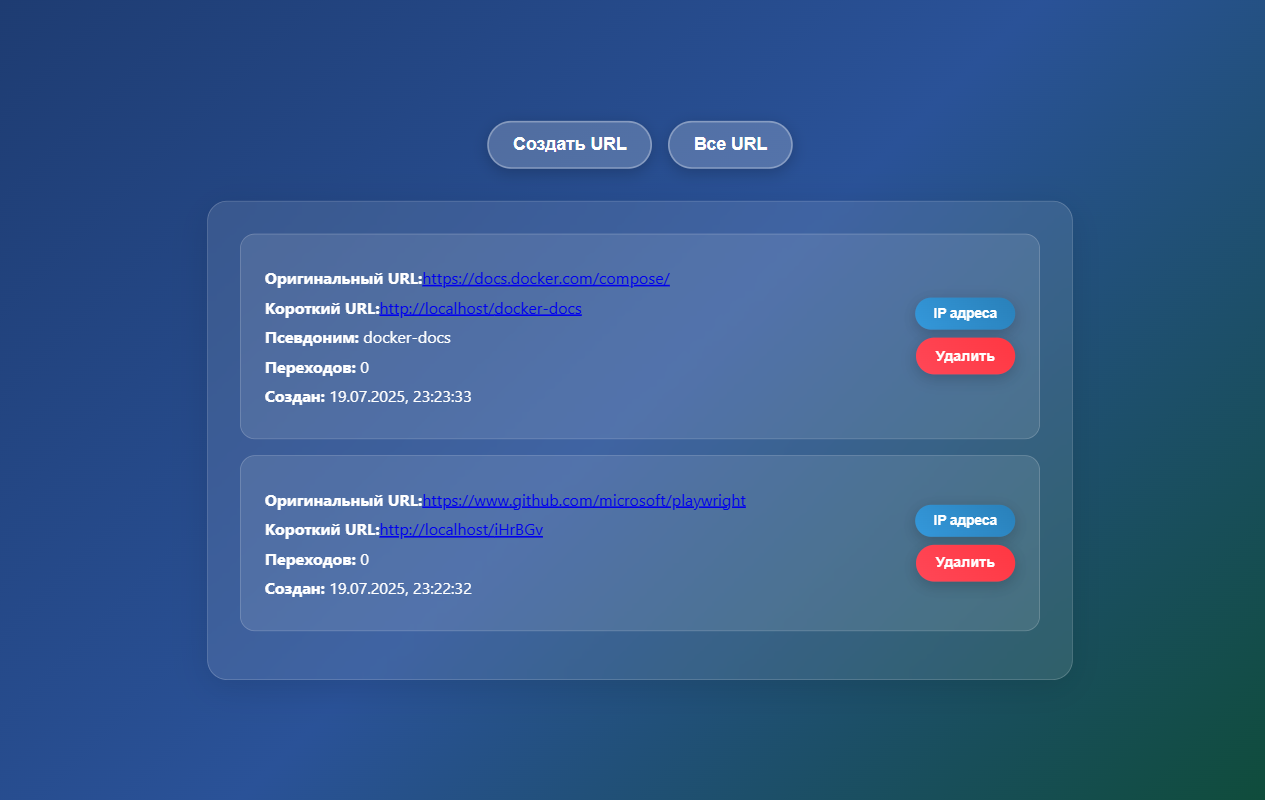 Создать URL Все URL
Оригинальный URL:https://docs.docker.com/compose/
Короткий URL:http://localhost/docker-docs
Псевдоним: docker-docs
Переходов: 0
Создан: 19.07.2025, 23:23:33
IP адреса
Удалить
Оригинальный URL:https://www.github.com/microsoft/playwright
Короткий URL:http://localhost/iHrBGv
Переходов: 0
Создан: 19.07.2025, 23:22:32
IP адреса
Удалить